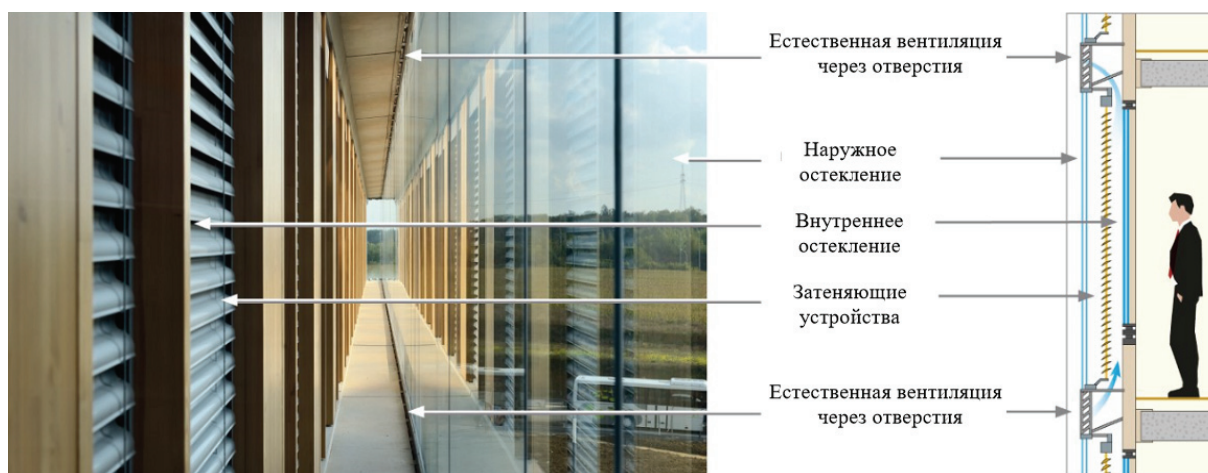 Естественная вентиляция
через отверстия
Наружное
остекление
Внутреннее
остекление
Затеняющие
устройства
Естественная вентиляция
через отверстия